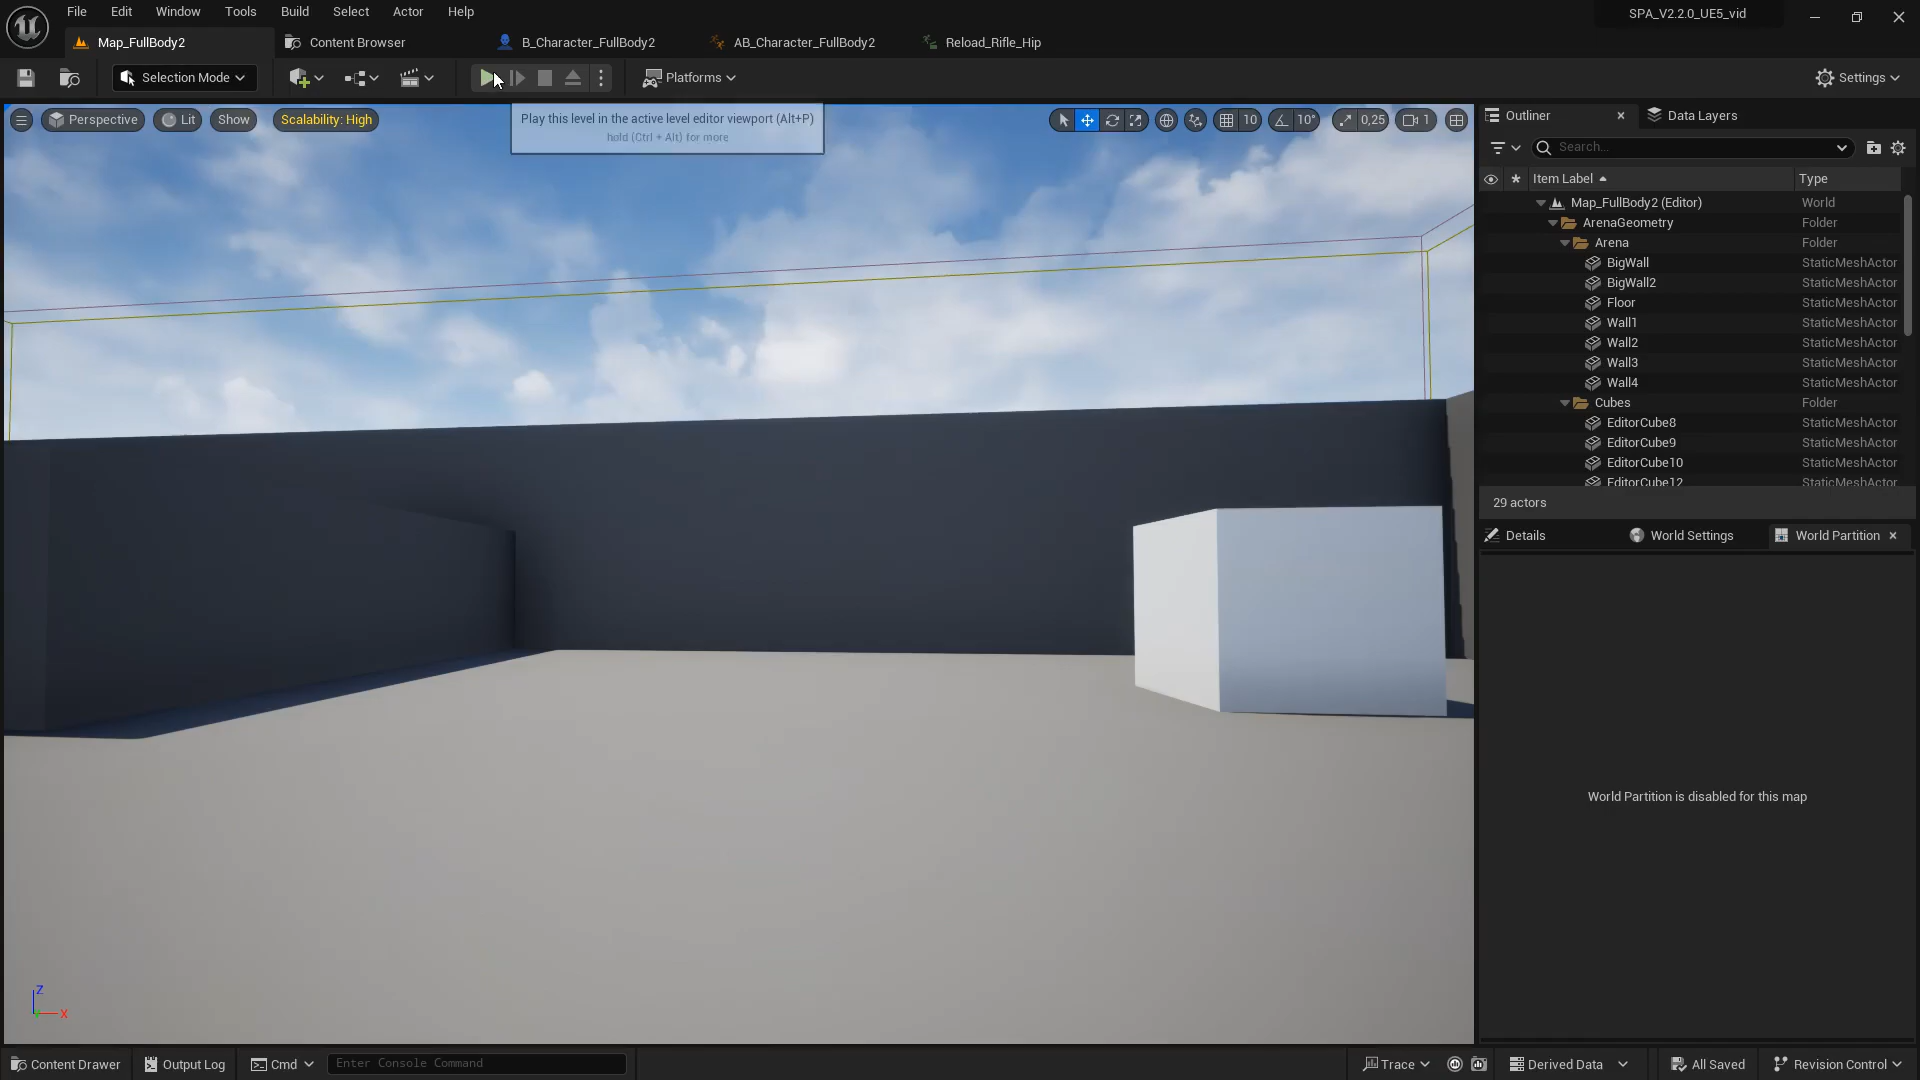 File Edit Window Tools Build Select Actor Help
SPA_V2.2.0_UE5_vid
Map_FullBody2
Content Browser
B_Character_FullBody2
AB_Character_FullBody2
Reload_Rifle_Hip
Selection Mode
Platforms
Settings
Perspective
Lit
Show
Scalability: High
Play this level in the active level editor viewport (Alt+P)
hold (Ctrl + Alt) for more
10
10°
0,25
1
Outliner
Data Layers
Search...
Item Label
Type
Map_FullBody2 (Editor) World
ArenaGeometry Folder
Arena Folder
BigWall StaticMeshActor
BigWall2 StaticMeshActor
Floor StaticMeshActor
Wall1 StaticMeshActor
Wall2 StaticMeshActor
Wall3 StaticMeshActor
Wall4 StaticMeshActor
Cubes Folder
EditorCube8 StaticMeshActor
EditorCube9 StaticMeshActor
EditorCube10 StaticMeshActor
EditorCube12 StaticMeshActor
29 actors
Details
World Settings
World Partition
World Partition is disabled for this map
Z
X
Content Drawer
Output Log
Cmd
Enter Console Command
Trace
Derived Data
All Saved
Revision Control